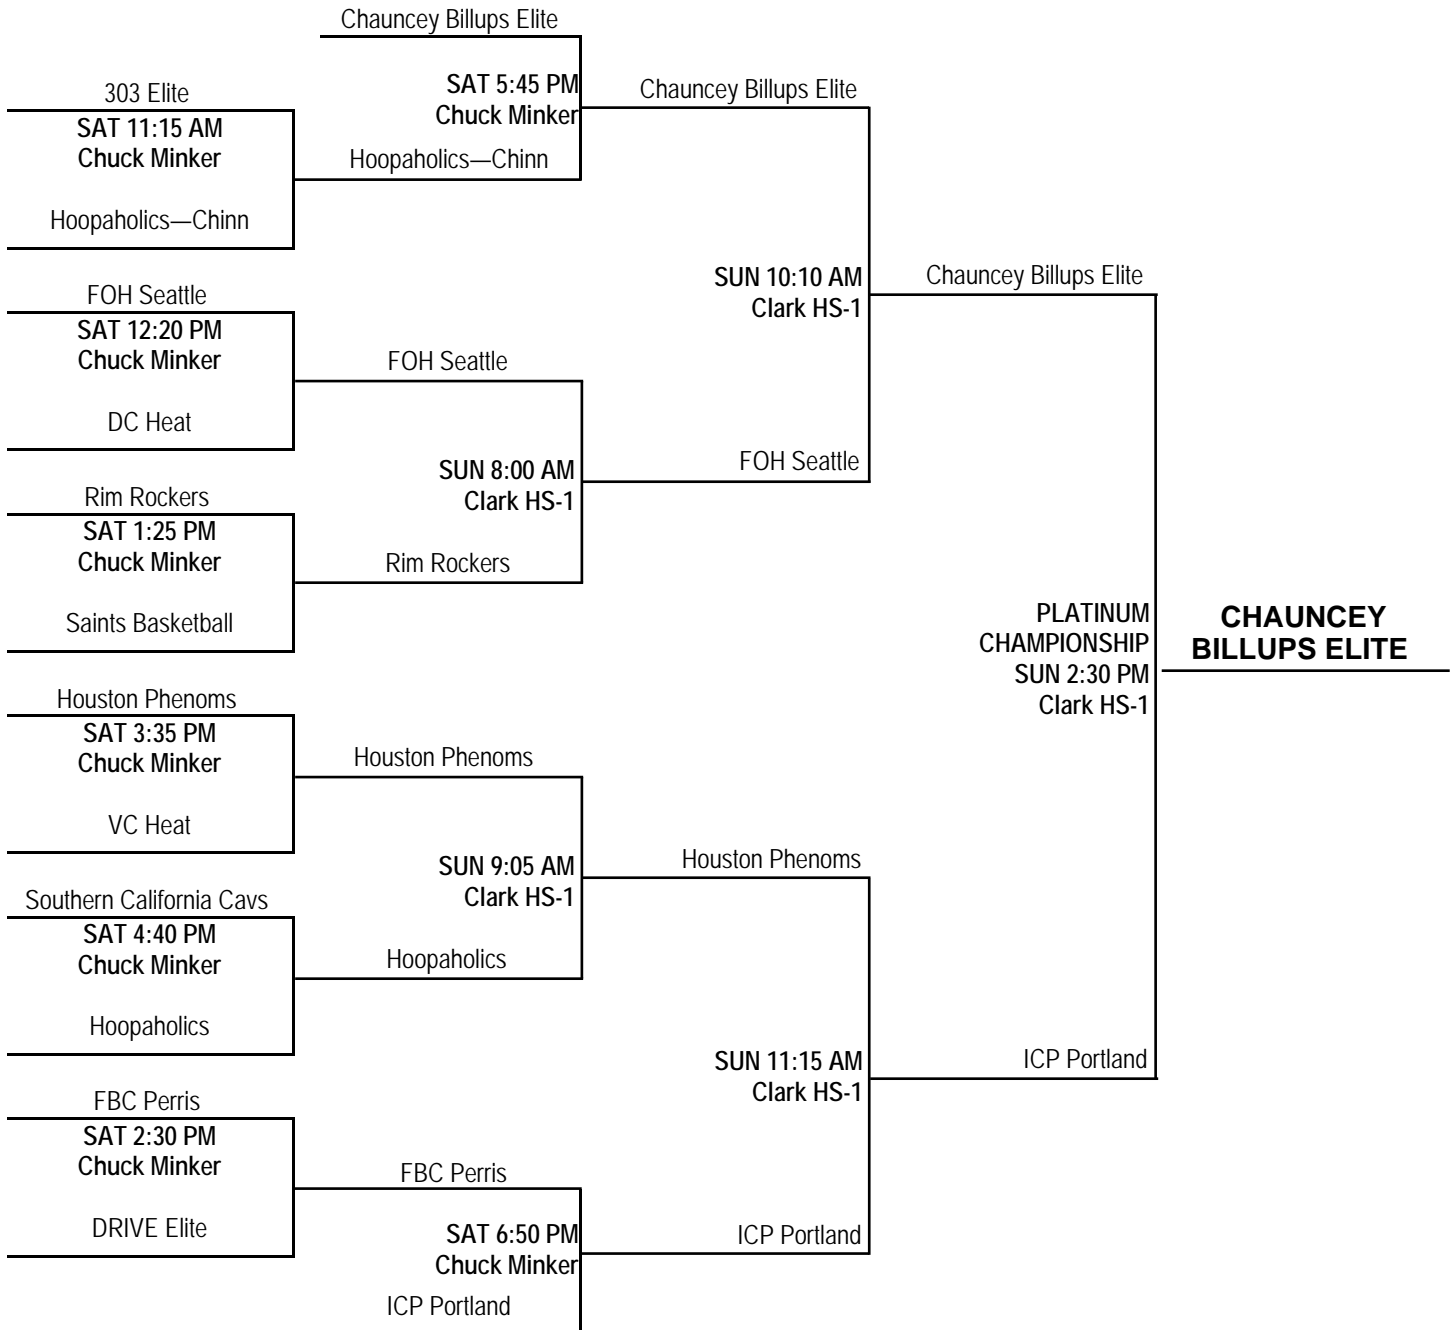 Chauncey Billups Elite
SAT 5:45 PM
Chuck Minker
Chauncey Billups Elite
303 Elite
SAT 11:15 AM
Chuck Minker
Hoopaholics—Chinn
Hoopaholics—Chinn
SUN 10:10 AM
Clark HS-1
Chauncey Billups Elite
FOH Seattle
SAT 12:20 PM
Chuck Minker
FOH Seattle
DC Heat
SUN 8:00 AM
Clark HS-1
FOH Seattle
Rim Rockers
SAT 1:25 PM
Chuck Minker
Rim Rockers
Saints Basketball
PLATINUM
CHAMPIONSHIP
SUN 2:30 PM
Clark HS-1
CHAUNCEY
BILLUPS ELITE
Houston Phenoms
SAT 3:35 PM
Chuck Minker
Houston Phenoms
VC Heat
SUN 9:05 AM
Clark HS-1
Houston Phenoms
Southern California Cavs
SAT 4:40 PM
Chuck Minker
Hoopaholics
Hoopaholics
SUN 11:15 AM
Clark HS-1
ICP Portland
FBC Perris
SAT 2:30 PM
Chuck Minker
FBC Perris
DRIVE Elite
SAT 6:50 PM
Chuck Minker
ICP Portland
ICP Portland